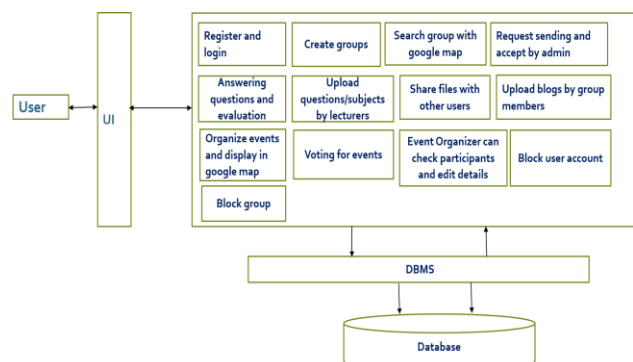 Register and
login
Create groups
Search group with
google map
Request sending and
accept by admin
Answering
questions and
evaluation
Upload
questions/subjects
by lecturers
Share files with
other users
Upload blogs by group
members
User
UI
Organize events
and display in
google map
Voting for events
Event Organizer can
check participants
and edit details
Block user account
Block group
DBMS
Database